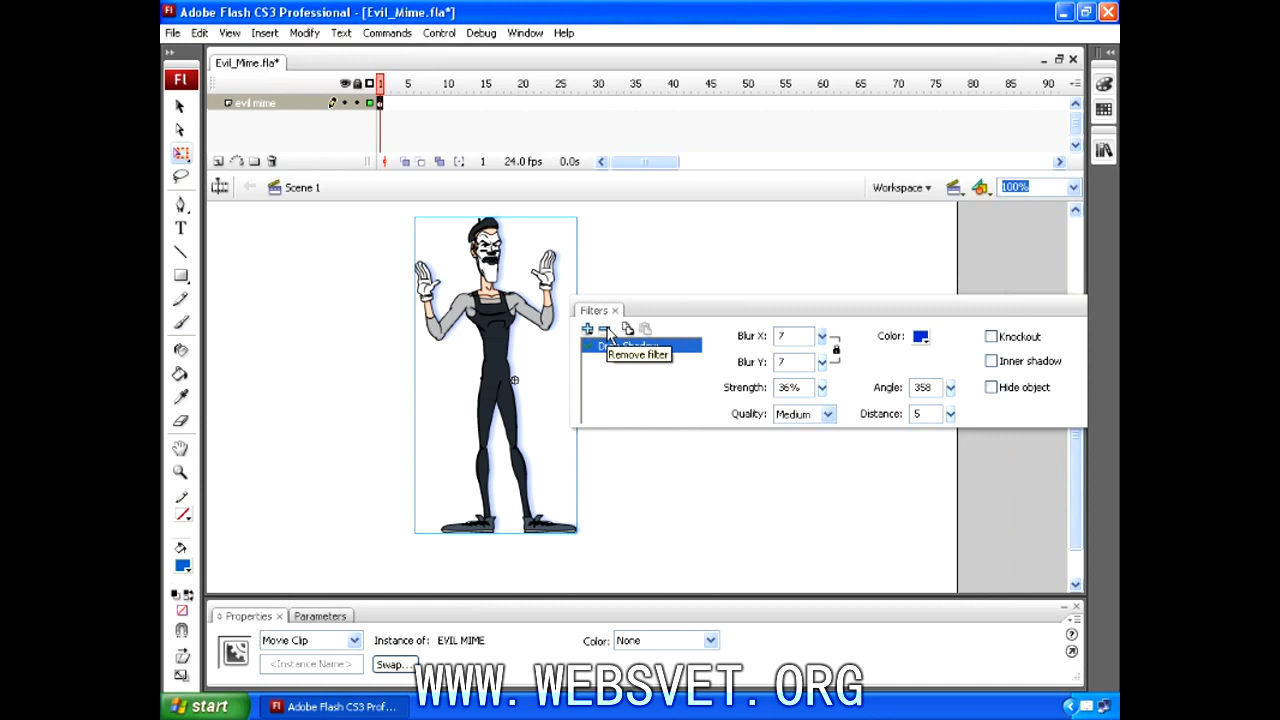 Adobe Flash CS3 Professional - [Evil_Mime.fla*]
File Edit View Insert Modify Text Commands Control Debug Window Help
Fl
Evil_Mime.fla*
1 5 10 15 20 25 30 35 40 45 50 55 60 65 70 75 80 85 90
evil mime
1 24.0 fps 0.0s
Scene 1
Workspace
100%
T
Filters
Drop Shadow
Remove filter
Blur X: 7
Blur Y: 7
Strength: 36%
Quality: Medium
Color:
Angle: 358
Distance: 5
Knockout
Inner shadow
Hide object
Properties Parameters
Movie Clip
Instance of: EVIL MIME
Color: None
<Instance Name>
Swap...
WWW.WEBSVET.ORG
start
Adobe Flash CS3 Prof...